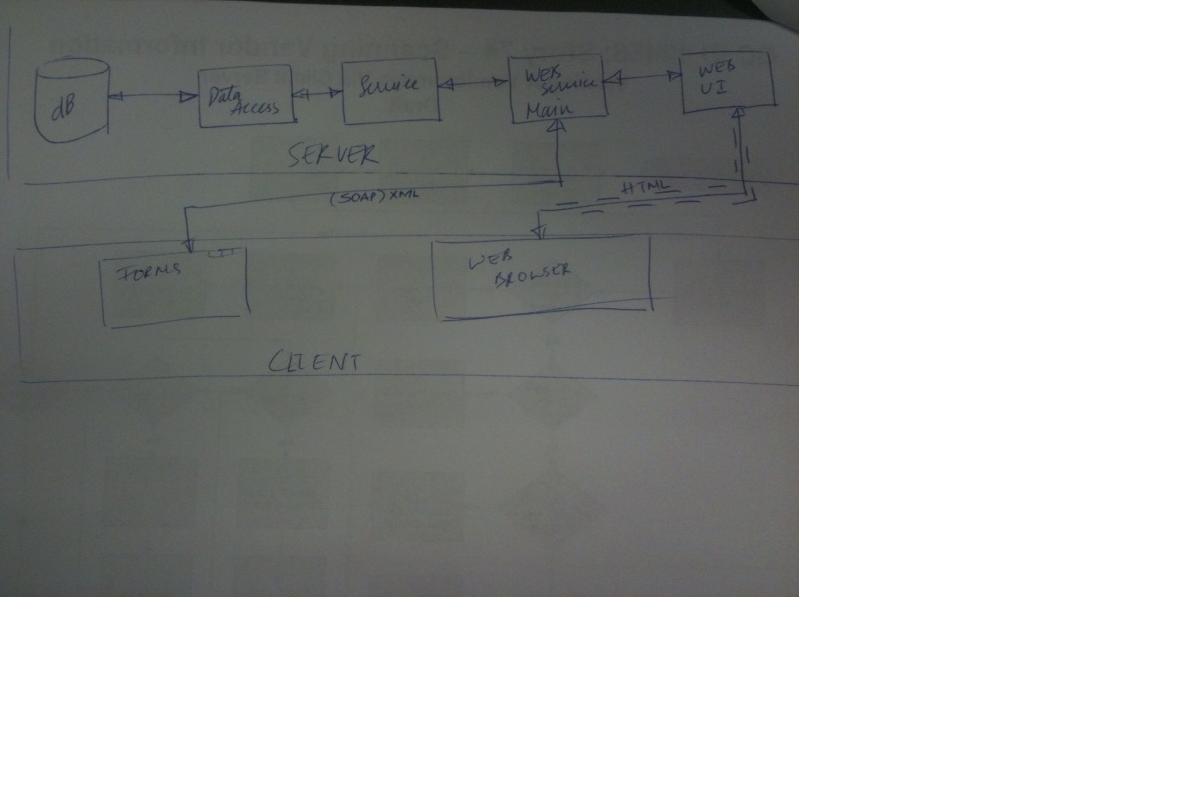 dB
Data
Access
Service
WEB
Service
Main
WEB
UI
SERVER
(SOAP) XML
HTML
FORMS
WEB
BROWSER
CLIENT